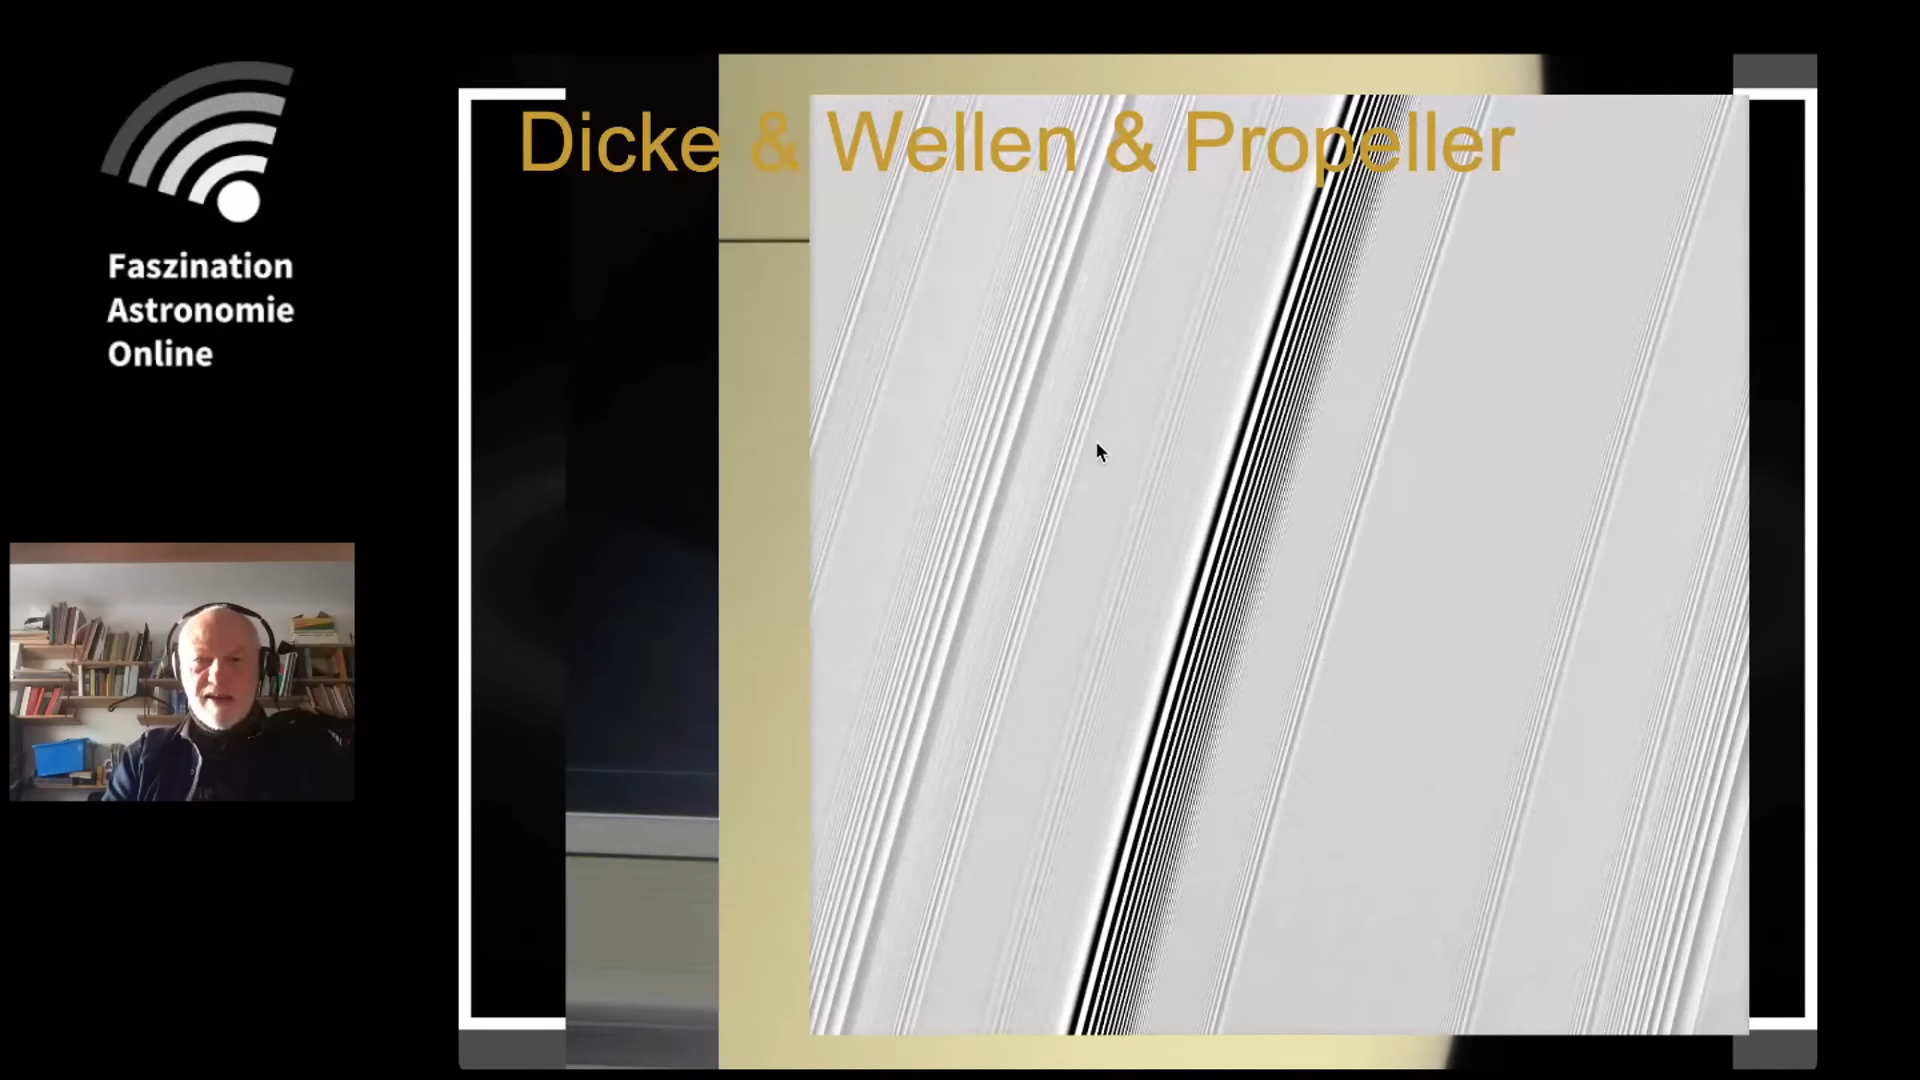 Dicke & Wellen & Propeller
Faszination
Astronomie
Online